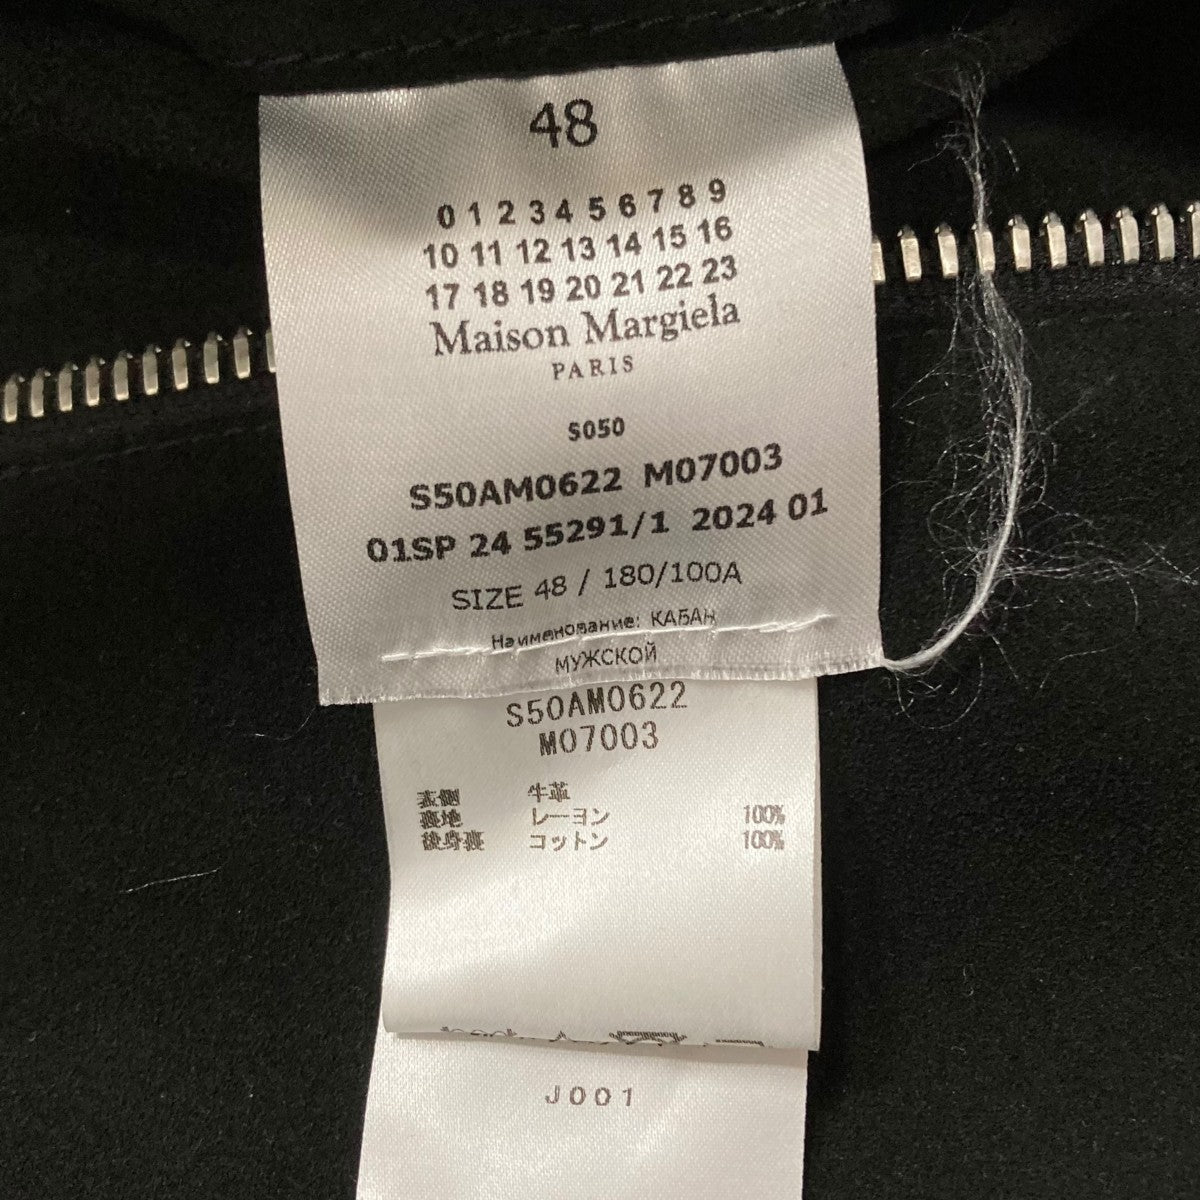 48
0 1 2 3 4 5 6 7 8 9
10 11 12 13 14 15 16
17 18 19 20 21 22 23
Maison Margiela
PARIS
S050
S50AM0622 M07003
01SP 24 55291/1 2024 01
SIZE 48 / 180/100A
Наименование: КАБАН
МУЖСКОЙ
S50AM0622
M07003
表側 牛革
裏地 レーヨン 100%
後身裏 コットン 100%
J001